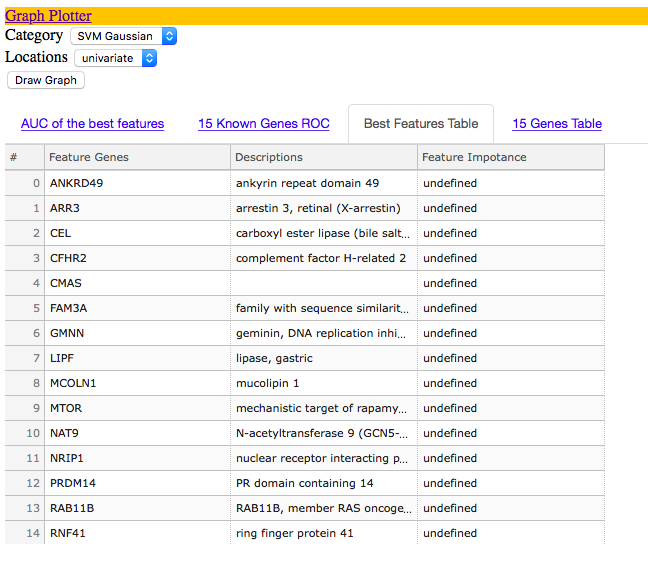 Graph Plotter
Category SVM Gaussian
Locations univariate
Draw Graph
AUC of the best features 15 Known Genes ROC Best Features Table 15 Genes Table
# Feature Genes Descriptions Feature Impotance
0 ANKRD49 ankyrin repeat domain 49 undefined
1 ARR3 arrestin 3, retinal (X-arrestin) undefined
2 CEL carboxyl ester lipase (bile salt... undefined
3 CFHR2 complement factor H-related 2 undefined
4 CMAS undefined
5 FAM3A family with sequence similarit... undefined
6 GMNN geminin, DNA replication inhi... undefined
7 LIPF lipase, gastric undefined
8 MCOLN1 mucolipin 1 undefined
9 MTOR mechanistic target of rapamy... undefined
10 NAT9 N-acetyltransferase 9 (GCN5-... undefined
11 NRIP1 nuclear receptor interacting p... undefined
12 PRDM14 PR domain containing 14 undefined
13 RAB11B RAB11B, member RAS oncoge... undefined
14 RNF41 ring finger protein 41 undefined